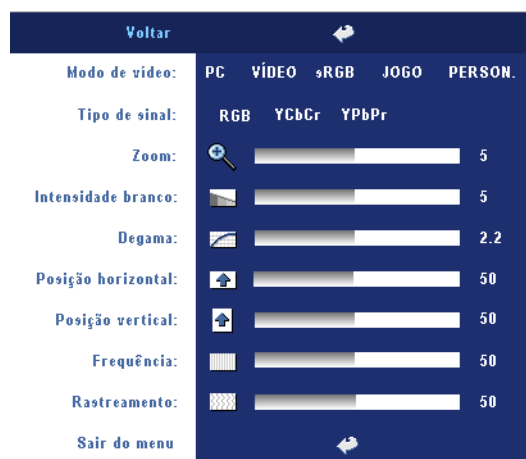 Voltar
Modo de vídeo: PC VÍDEO sRGB JOGO PERSON.
Tipo de sinal: RGB YCbCr YPbPr
Zoom: 5
Intensidade branco: 5
Degama: 2.2
Posição horizontal: 50
Posição vertical: 50
Frequência: 50
Rastreamento: 50
Sair do menu